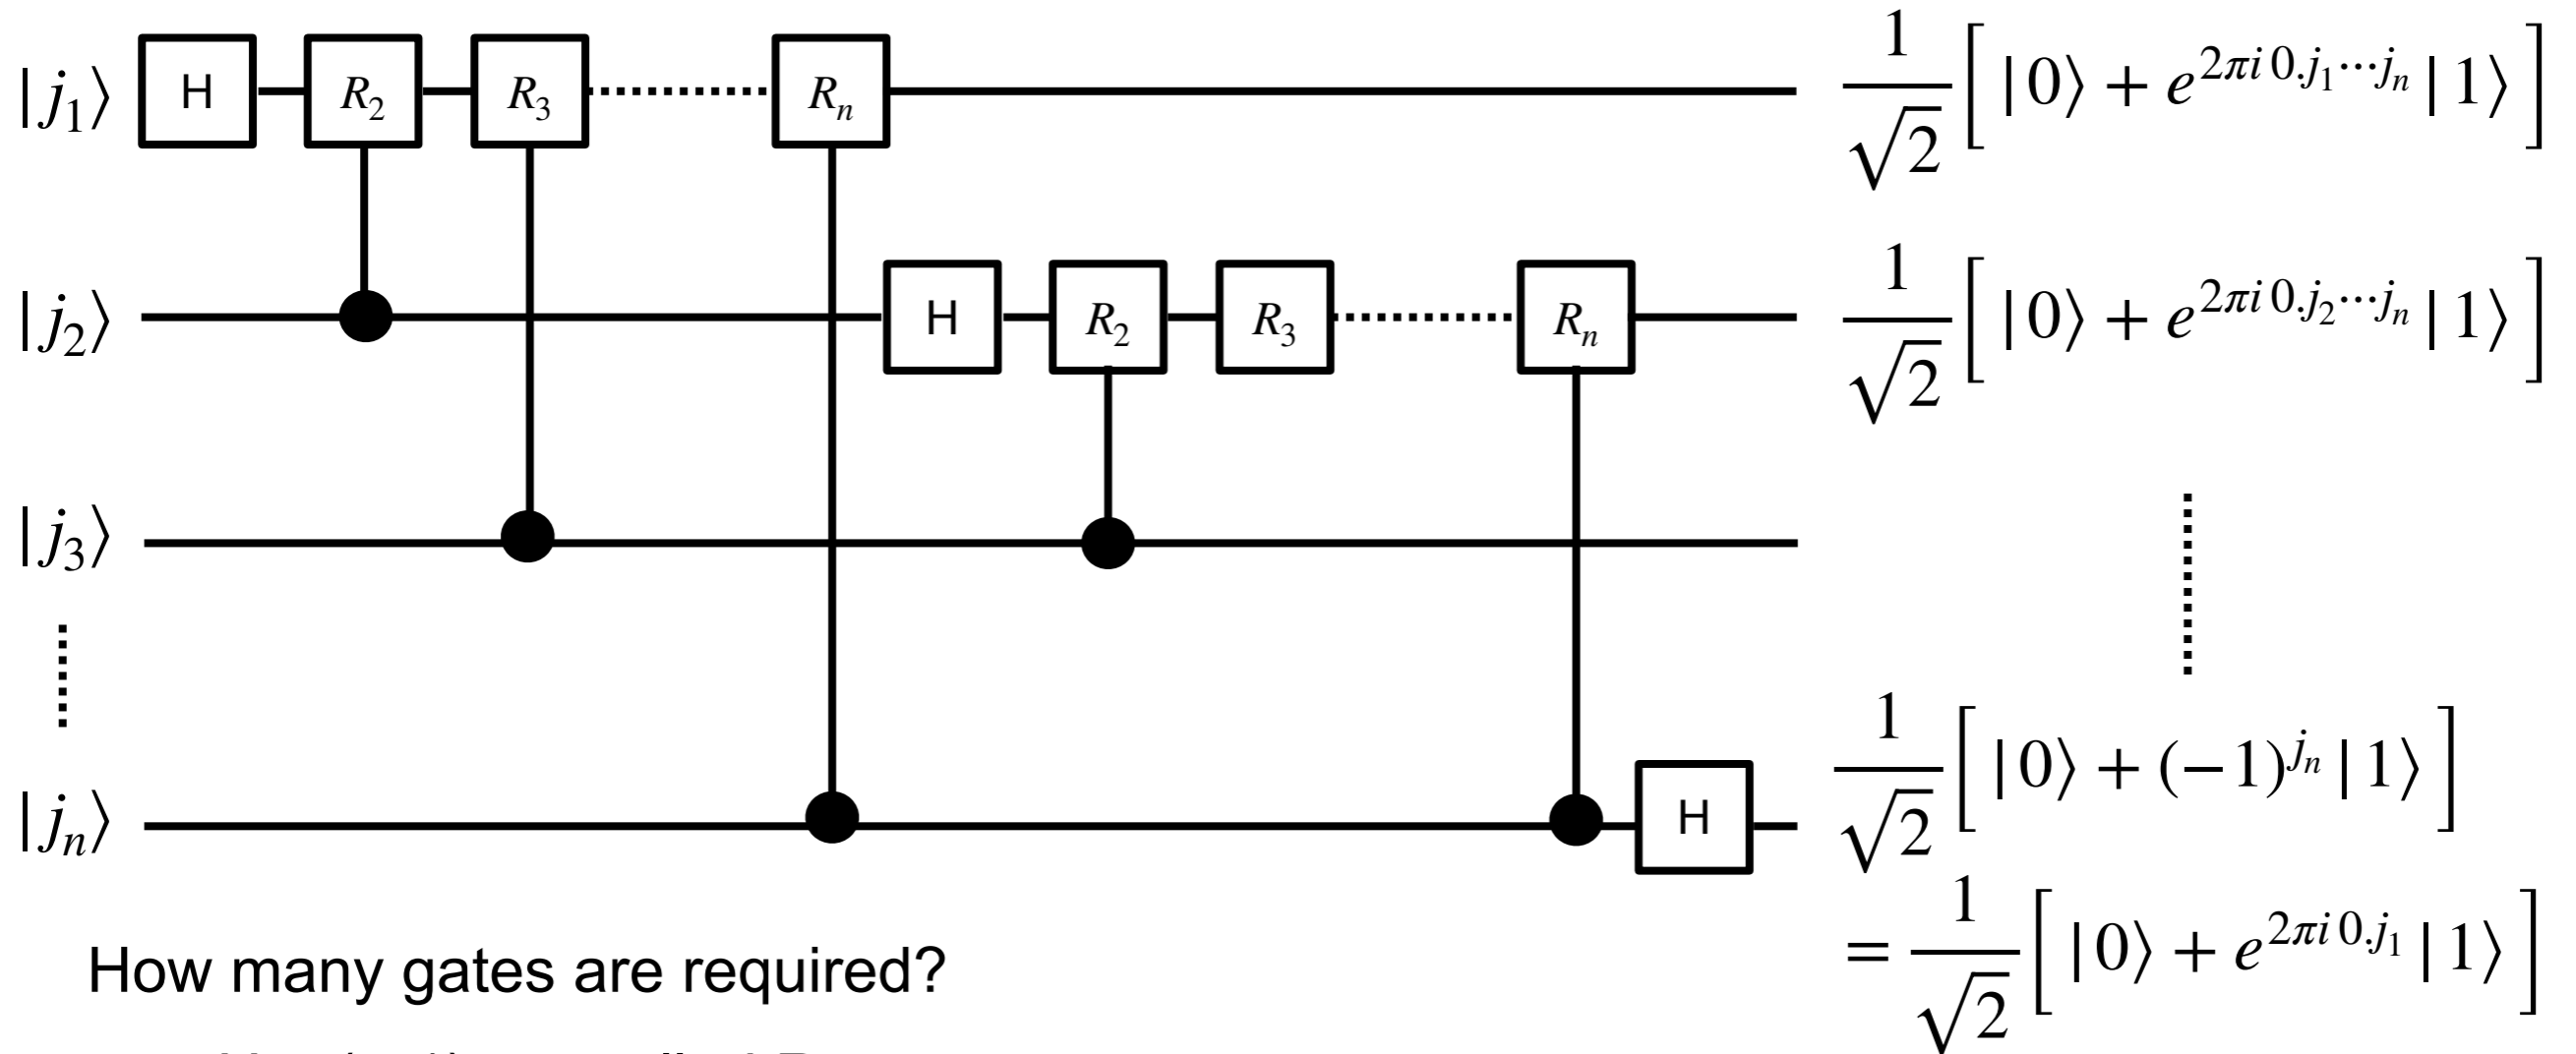 |j₁⟩ H R₂ R₃ Rₙ 1/√2 [ |0⟩ + e^{2πi 0.j₁⋯jₙ} |1⟩ ]
|j₂⟩ H R₂ R₃ Rₙ 1/√2 [ |0⟩ + e^{2πi 0.j₂⋯jₙ} |1⟩ ]
|j₃⟩
|jₙ⟩ H 1/√2 [ |0⟩ + (−1)^{jₙ} |1⟩ ]
= 1/√2 [ |0⟩ + e^{2πi 0.j₁} |1⟩ ]
How many gates are required?